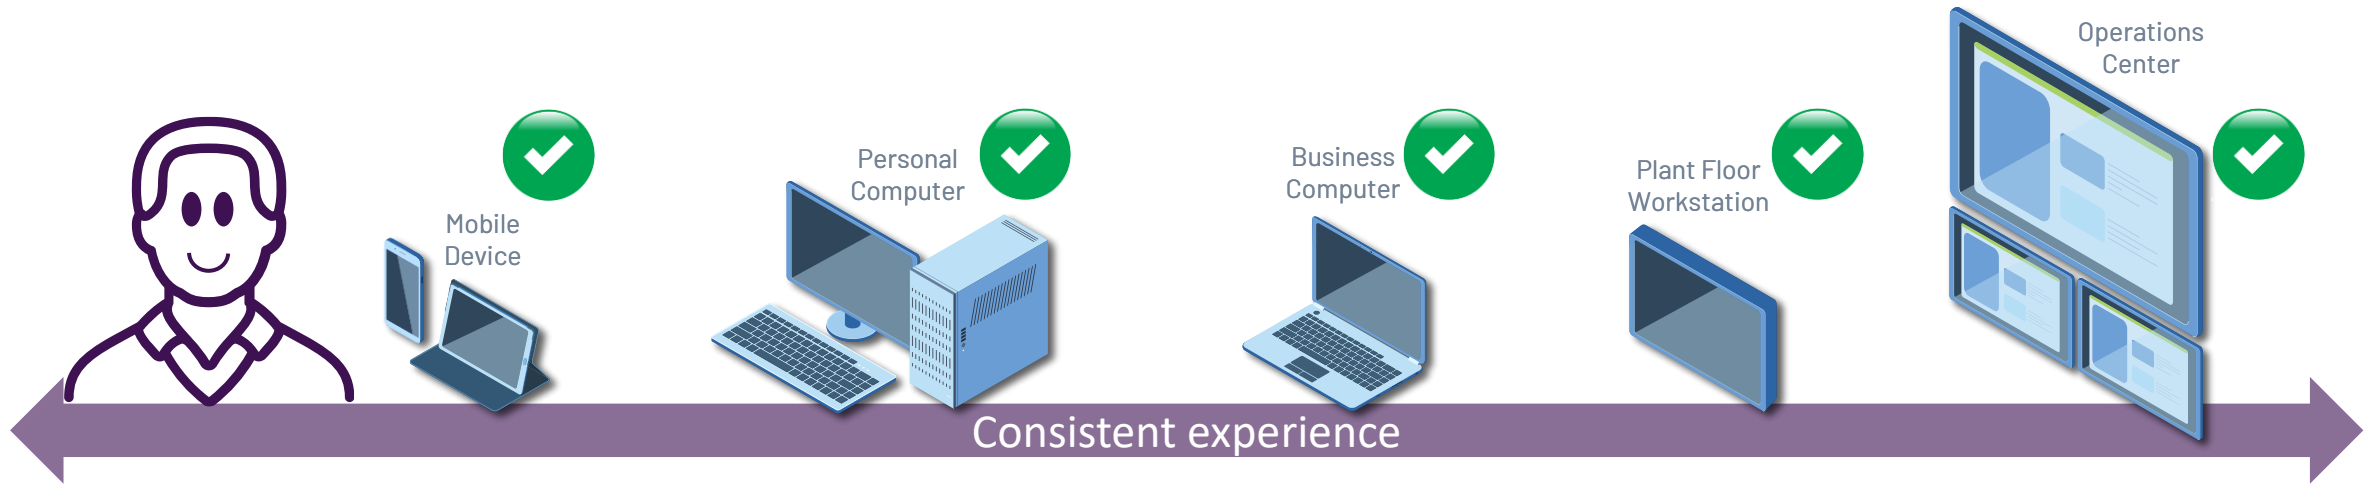 Mobile
Device
Personal
Computer
Business
Computer
Plant Floor
Workstation
Operations
Center
Consistent experience